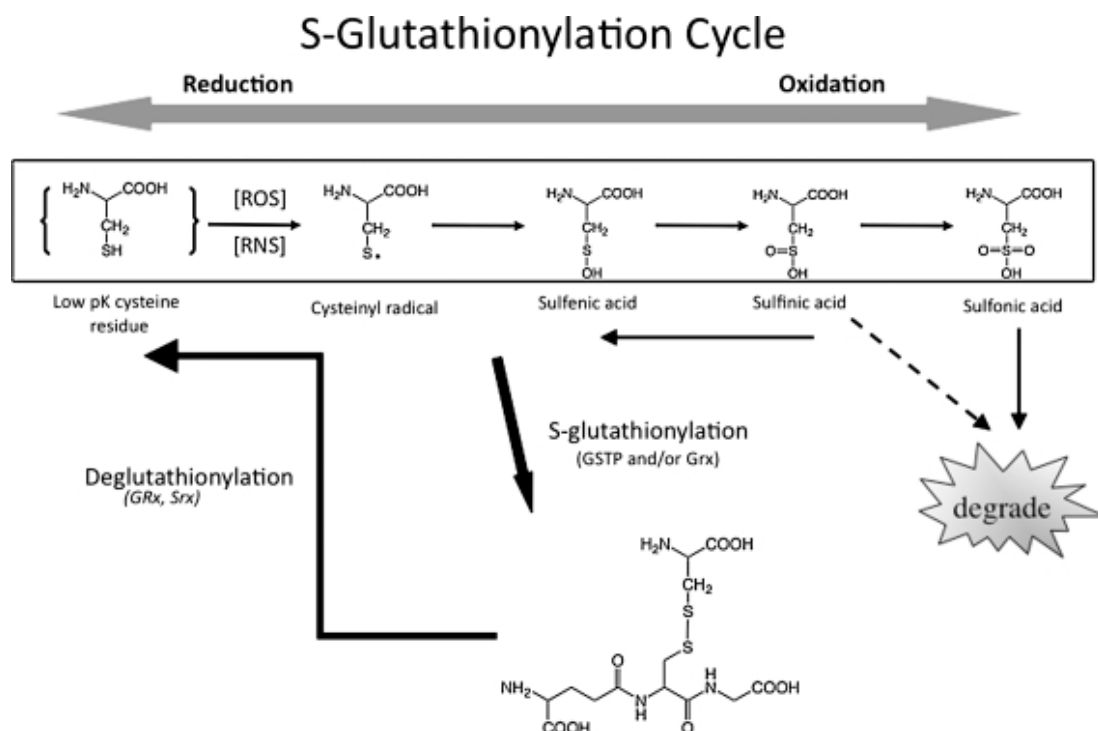 S-Glutathionylation Cycle
Reduction
Oxidation
H₂N
COOH
CH₂
SH
[ROS]
[RNS]
H₂N
COOH
CH₂
S•
H₂N
COOH
CH₂
S
OH
H₂N
COOH
CH₂
O=S
OH
H₂N
COOH
CH₂
O=S=O
OH
Low pK cysteine
residue
Cysteinyl radical
Sulfenic acid
Sulfinic acid
Sulfonic acid
S-glutathionylation
(GSTP and/or Grx)
Deglutathionylation
(GRx, Srx)
degrade
H₂N
COOH
CH₂
S
S
O
H
N
NH₂
N
H
COOH
O
COOH